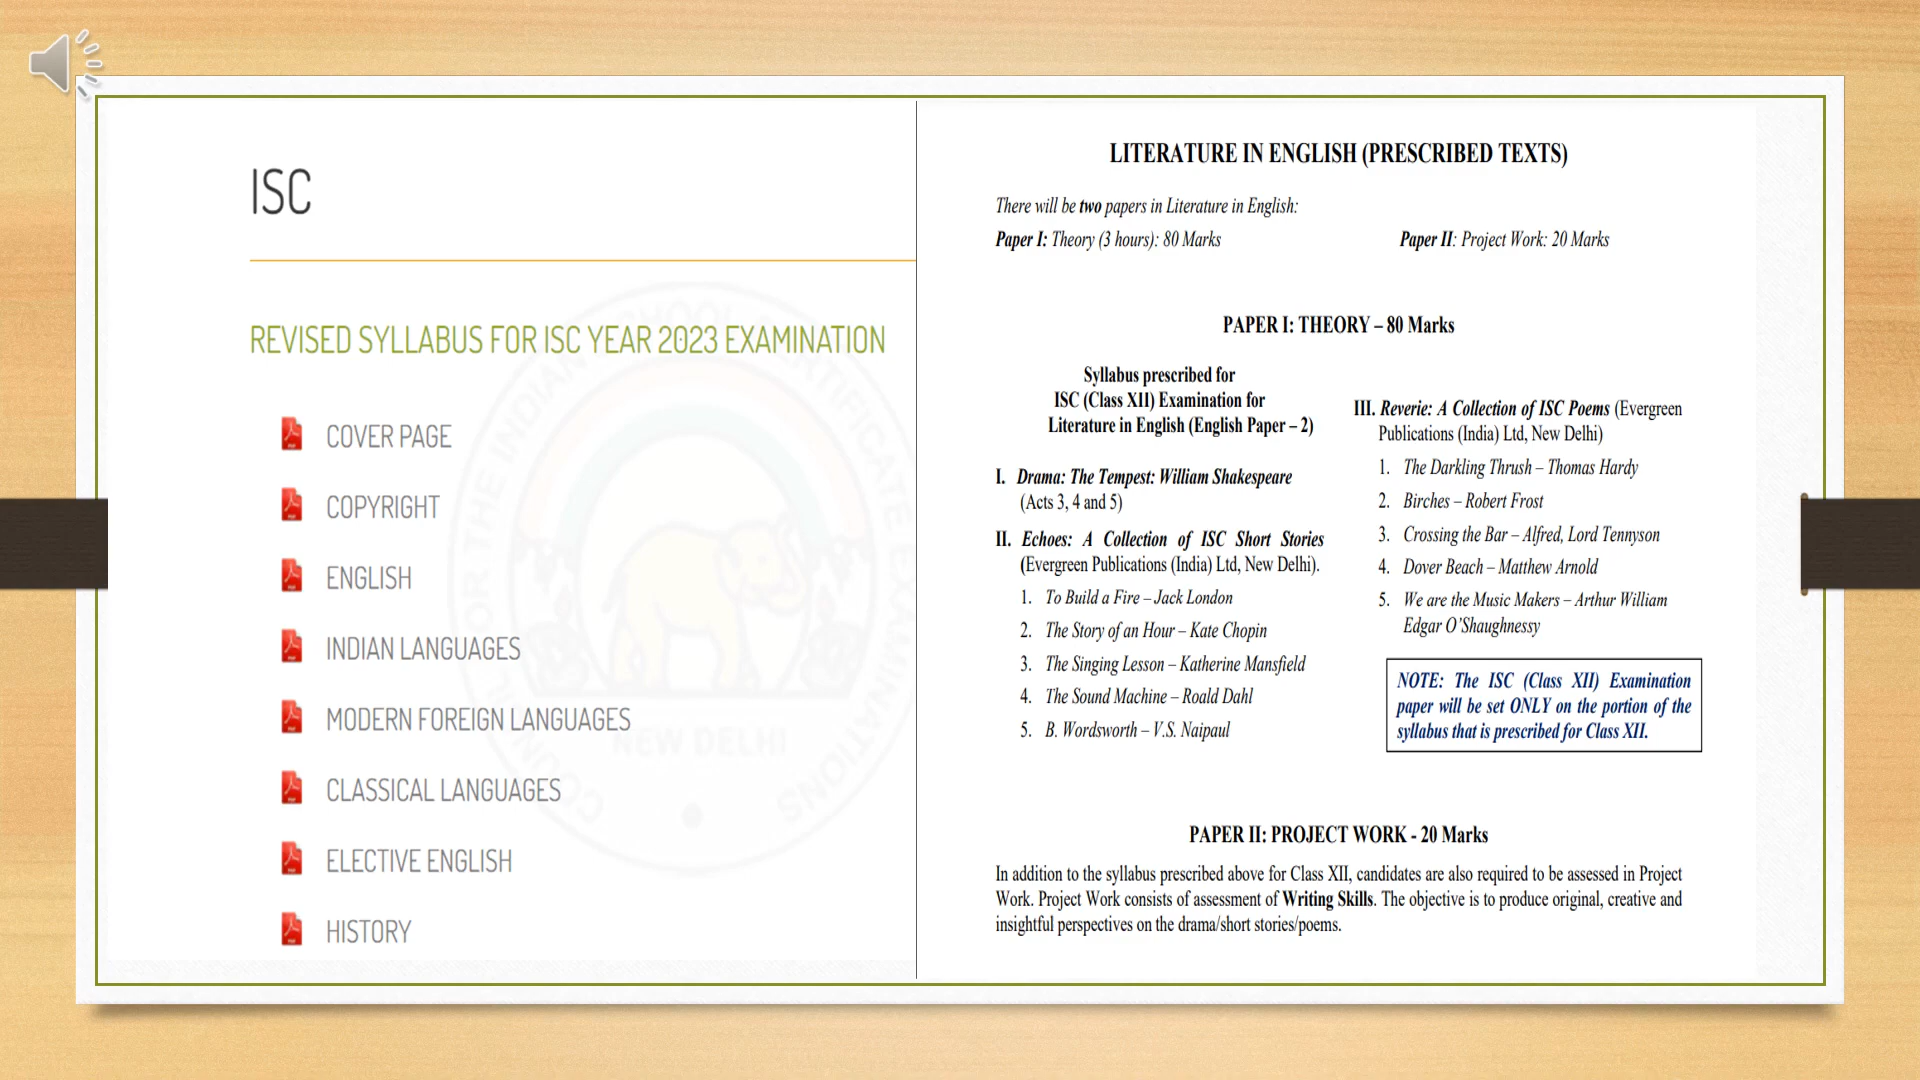 ISC
REVISED SYLLABUS FOR ISC YEAR 2023 EXAMINATION
COVER PAGE
COPYRIGHT
ENGLISH
INDIAN LANGUAGES
MODERN FOREIGN LANGUAGES
CLASSICAL LANGUAGES
ELECTIVE ENGLISH
HISTORY
COUNCIL FOR THE INDIAN SCHOOL CERTIFICATE EXAMINATIONS
NEW DELHI
LITERATURE IN ENGLISH (PRESCRIBED TEXTS)
There will be two papers in Literature in English:
Paper I: Theory (3 hours): 80 Marks
Paper II: Project Work: 20 Marks
PAPER I: THEORY – 80 Marks
Syllabus prescribed for
ISC (Class XII) Examination for
Literature in English (English Paper – 2)
I. Drama: The Tempest: William Shakespeare
(Acts 3, 4 and 5)
II. Echoes: A Collection of ISC Short Stories
(Evergreen Publications (India) Ltd, New Delhi).
1. To Build a Fire – Jack London
2. The Story of an Hour – Kate Chopin
3. The Singing Lesson – Katherine Mansfield
4. The Sound Machine – Roald Dahl
5. B. Wordsworth – V.S. Naipaul
III. Reverie: A Collection of ISC Poems (Evergreen
Publications (India) Ltd, New Delhi)
1. The Darkling Thrush – Thomas Hardy
2. Birches – Robert Frost
3. Crossing the Bar – Alfred, Lord Tennyson
4. Dover Beach – Matthew Arnold
5. We are the Music Makers – Arthur William
Edgar O’Shaughnessy
NOTE: The ISC (Class XII) Examination
paper will be set ONLY on the portion of the
syllabus that is prescribed for Class XII.
PAPER II: PROJECT WORK - 20 Marks
In addition to the syllabus prescribed above for Class XII, candidates are also required to be assessed in Project
Work. Project Work consists of assessment of Writing Skills. The objective is to produce original, creative and
insightful perspectives on the drama/short stories/poems.